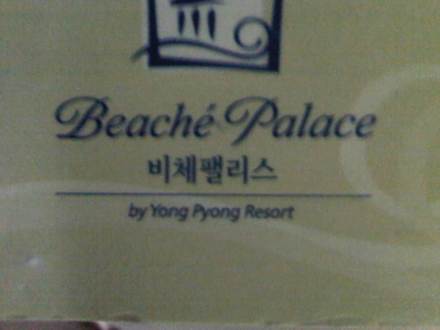 Beaché Palace
비체팰리스
by Yong Pyong Resort